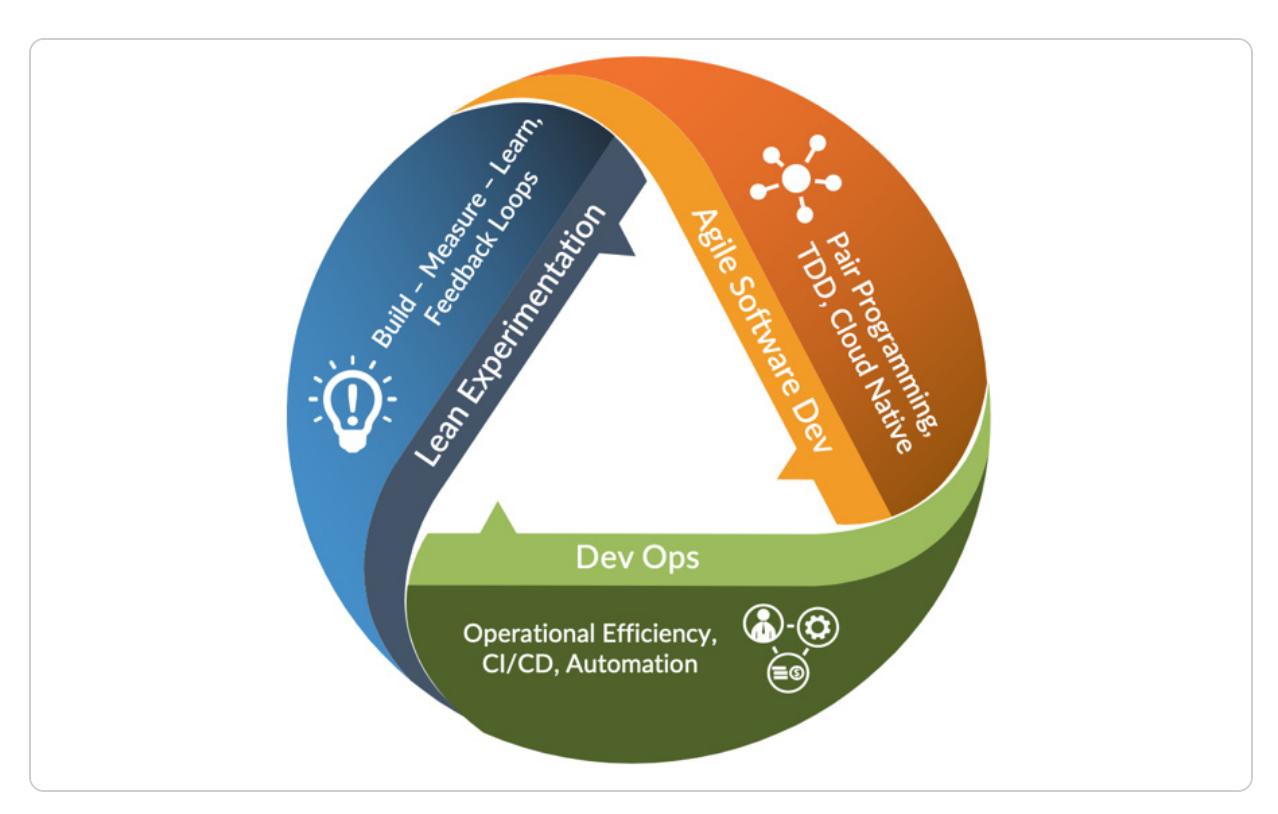 Build – Measure – Learn,
Feedback Loops
Lean Experimentation
Agile Software Dev
Pair Programming,
TDD, Cloud Native
Dev Ops
Operational Efficiency,
CI/CD, Automation